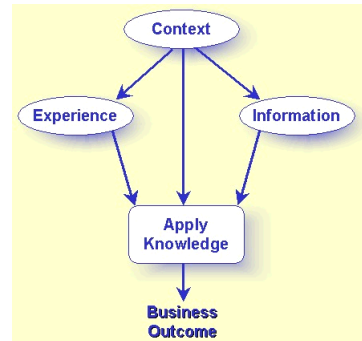 Context
Experience
Information
Apply
Knowledge
Business
Outcome